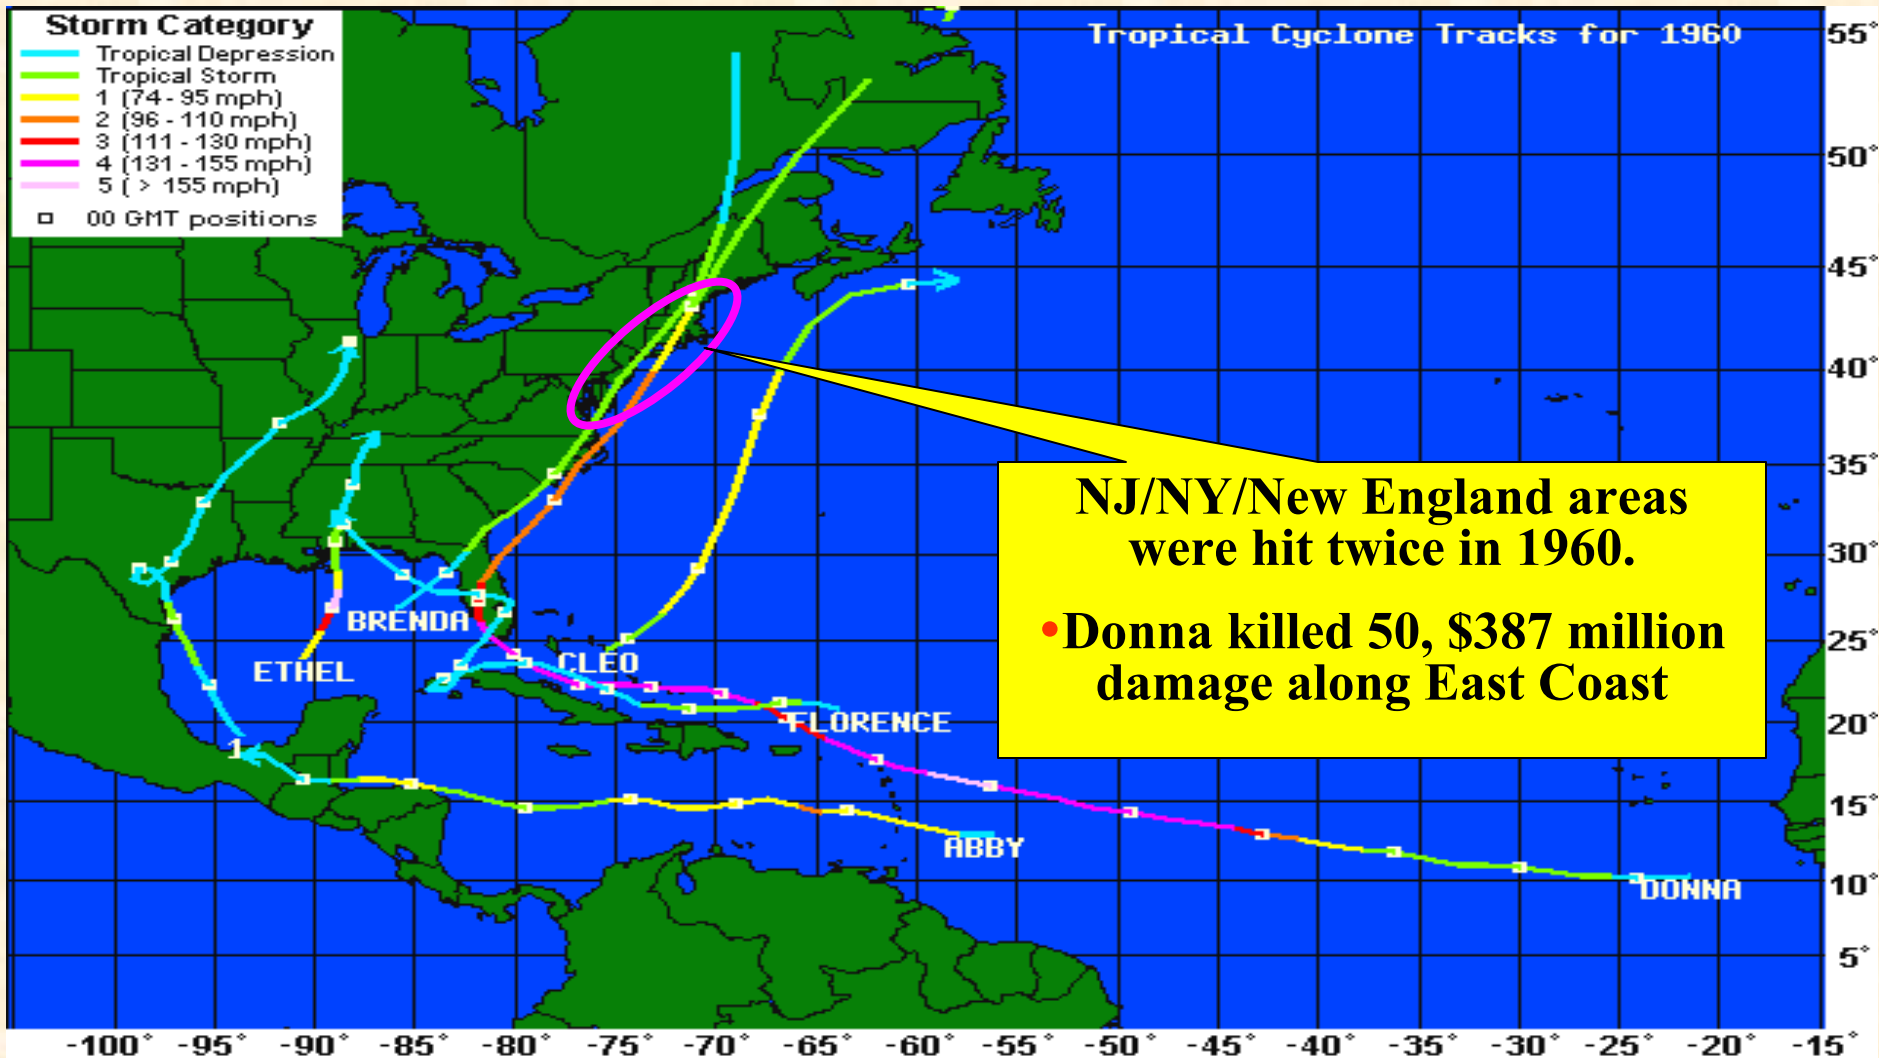 Storm Category
Tropical Depression
Tropical Storm
1 (74 - 95 mph)
2 (96 - 110 mph)
3 (111 - 130 mph)
4 (131 - 155 mph)
5 ( > 155 mph)
00 GMT positions
Tropical Cyclone Tracks for 1960
55°
50°
45°
40°
35°
30°
25°
20°
15°
10°
5°
NJ/NY/New England areas
were hit twice in 1960.
•Donna killed 50, $387 million
damage along East Coast
BRENDA
ETHEL
CLEO
FLORENCE
1
ABBY
DONNA
-100° -95° -90° -85° -80° -75° -70° -65° -60° -55° -50° -45° -40° -35° -30° -25° -20° -15°